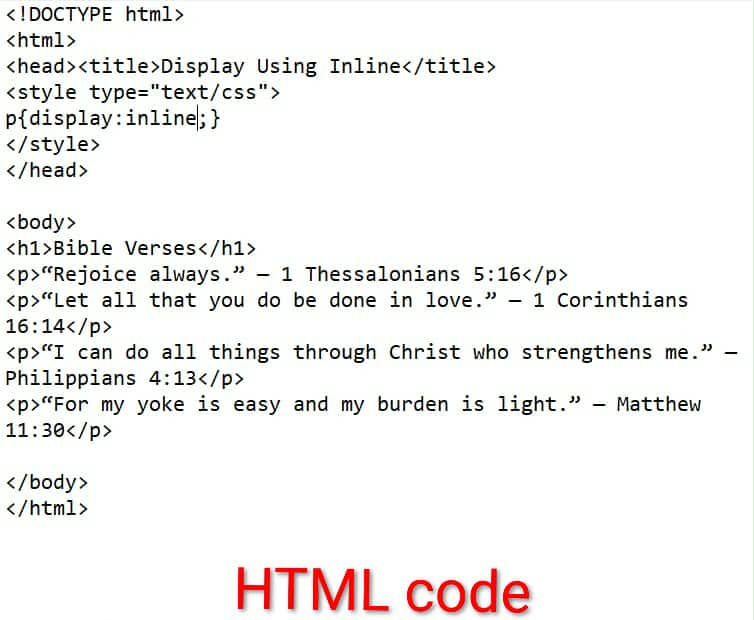 <!DOCTYPE html>
<html>
<head><title>Display Using Inline</title>
<style type="text/css">
p{display:inline;}
</style>
</head>
<body>
<h1>Bible Verses</h1>
<p>“Rejoice always.” – 1 Thessalonians 5:16</p>
<p>“Let all that you do be done in love.” – 1 Corinthians
16:14</p>
<p>“I can do all things through Christ who strengthens me.” –
Philippians 4:13</p>
<p>“For my yoke is easy and my burden is light.” – Matthew
11:30</p>
</body>
</html>
HTML code